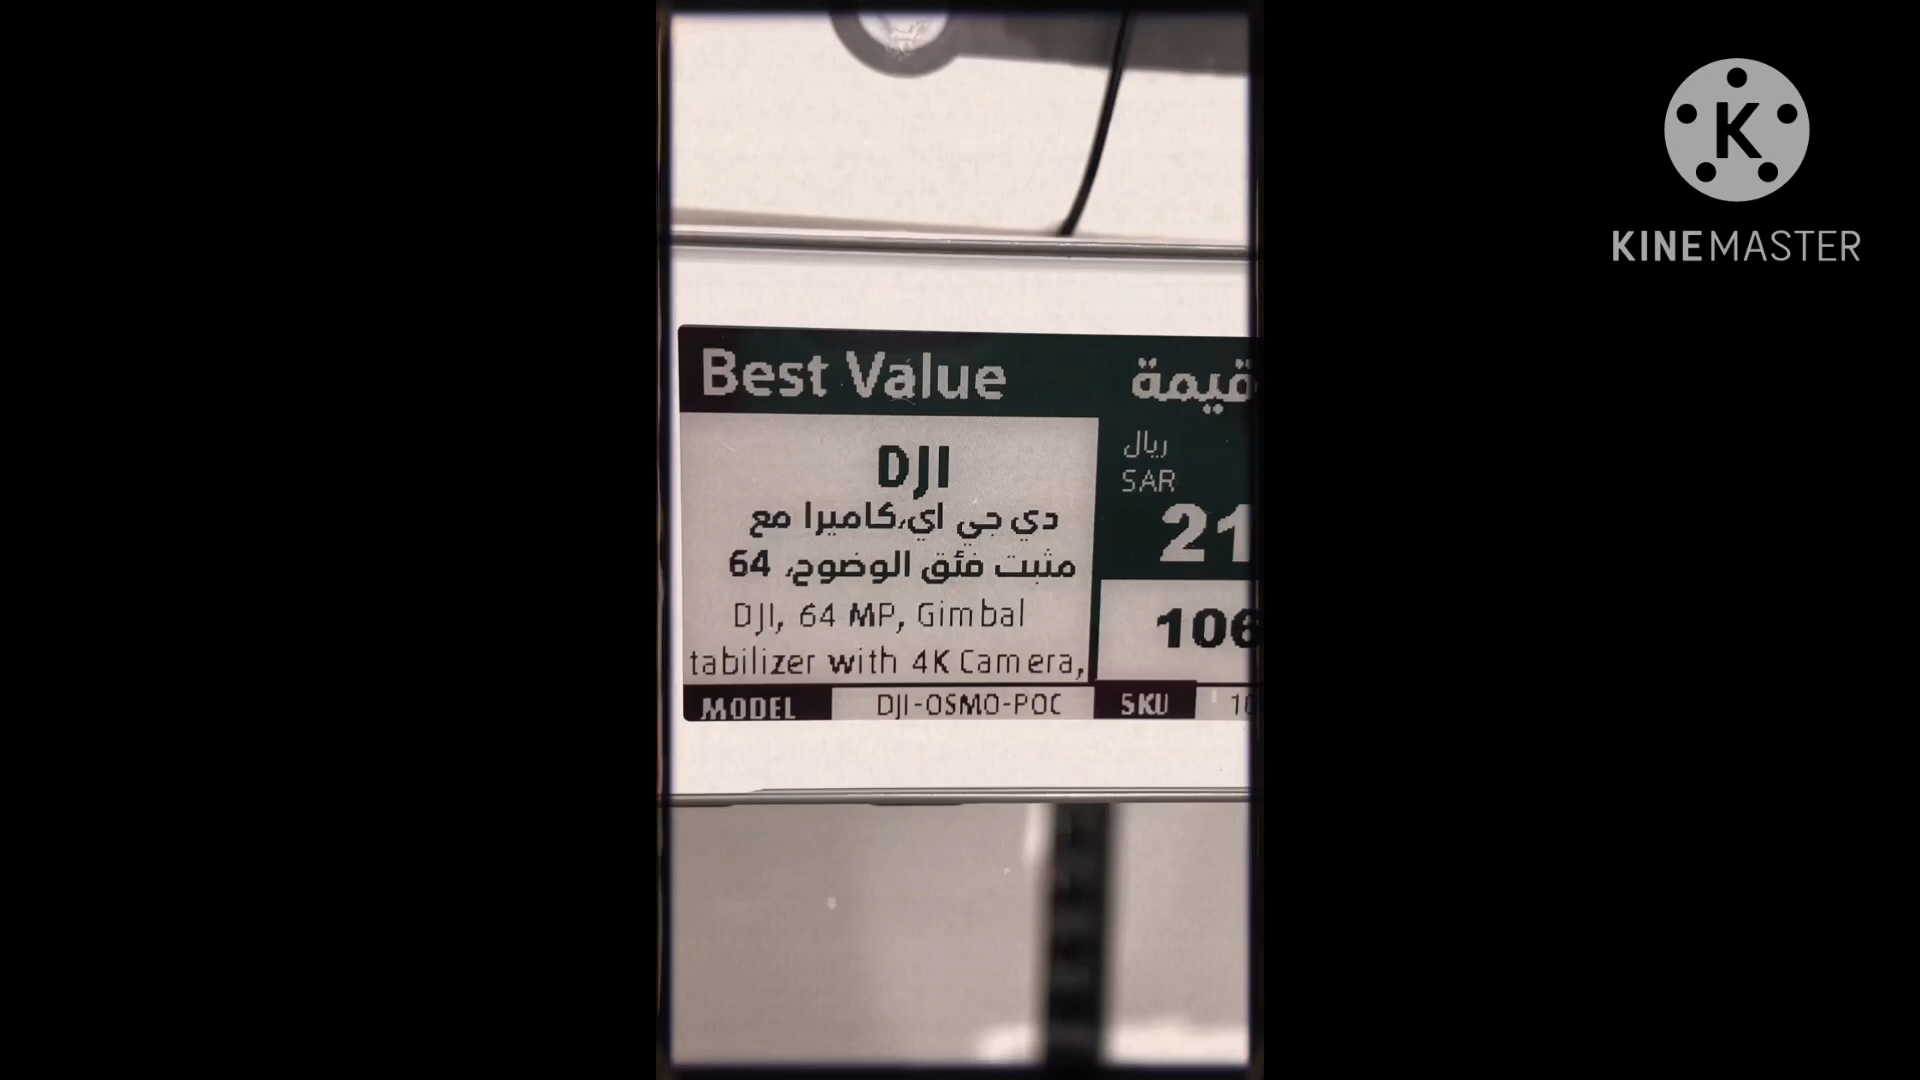 K
KINEMASTER
Best Value
قيمة
DJI
دي جي اي،كاميرا مع
مثبت فئق الوضوح، 64
DJI, 64 MP, Gimbal
tabilizer with 4K Camera,
ريال
SAR
21
106
MODEL
DJI-OSMO-POC
SKU